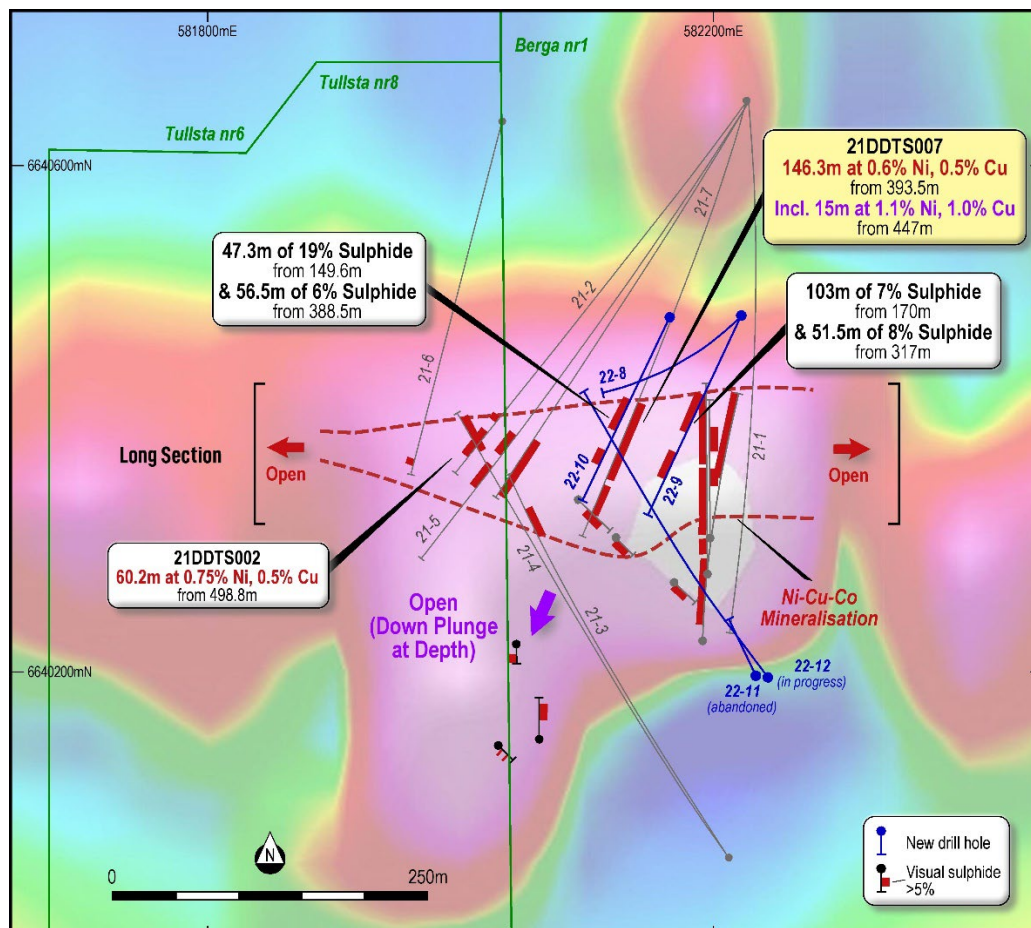 581800mE
582200mE
Berga nr1
Tullsta nr8
Tullsta nr6
6640600mN
21DDTS007
146.3m at 0.6% Ni, 0.5% Cu
from 393.5m
Incl. 15m at 1.1% Ni, 1.0% Cu
from 447m
21-7
21-2
47.3m of 19% Sulphide
from 149.6m
& 56.5m of 6% Sulphide
from 388.5m
103m of 7% Sulphide
from 170m
& 51.5m of 8% Sulphide
from 317m
21-6
22-8
21-1
Long Section
Open
Open
22-10
22-9
21-5
21-4
21-3
21DDTS002
60.2m at 0.75% Ni, 0.5% Cu
from 498.8m
Open
(Down Plunge
at Depth)
Ni-Cu-Co
Mineralisation
6640200mN
22-12
(in progress)
22-11
(abandoned)
N
0
250m
New drill hole
Visual sulphide
>5%